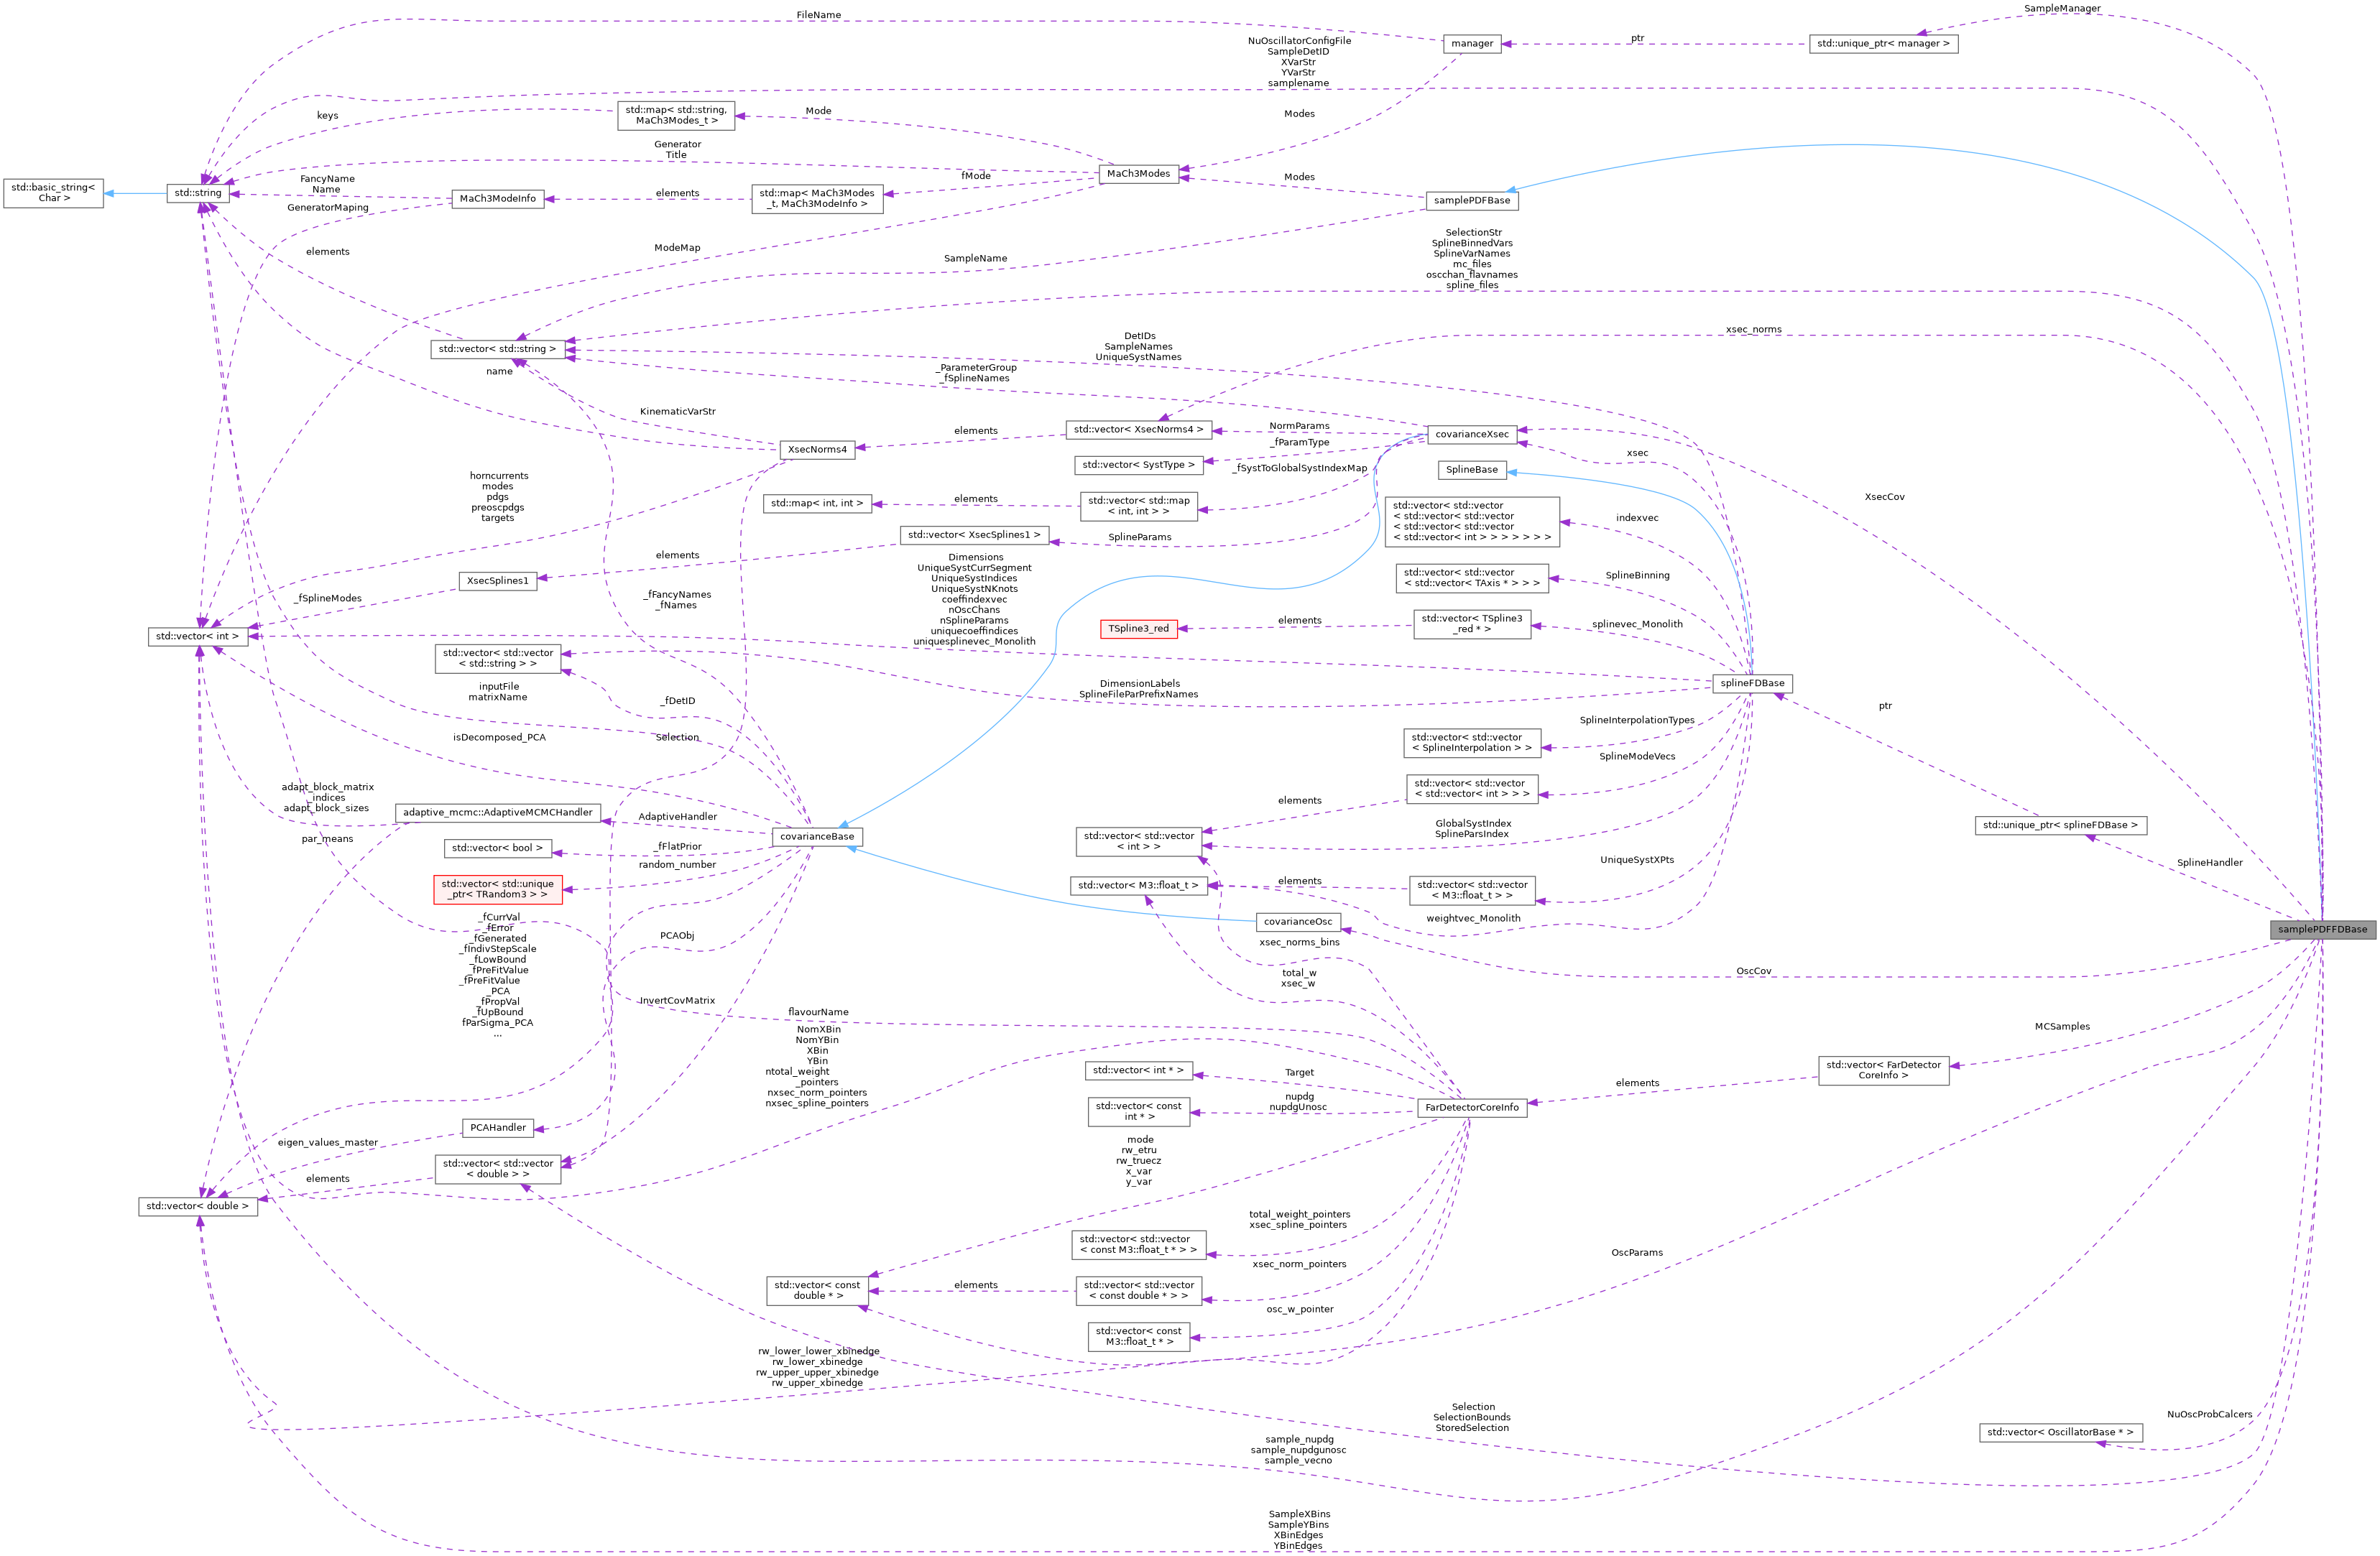 SampleManager
FileName
std::unique_ptr< manager >
ptr
manager
NuOscillatorConfigFile
SampleDetID
XVarStr
YVarStr
samplename
std::map< std::string,
MaCh3Modes_t >
Mode
keys
Modes
Generator
Title
MaCh3Modes
fMode
Modes
std::basic_string<
Char >
std::string
FancyName
Name
MaCh3ModeInfo
elements
std::map< MaCh3Modes
_t, MaCh3ModeInfo >
samplePDFBase
GeneratorMaping
elements
ModeMap
SampleName
SelectionStr
SplineBinnedVars
SplineVarNames
mc_files
oscchan_flavnames
spline_files
std::vector< std::string >
DetIDs
SampleNames
UniqueSystNames
xsec_norms
name
_ParameterGroup
_fSplineNames
KinematicVarStr
XsecNorms4
elements
std::vector< XsecNorms4 >
NormParams
covarianceXsec
_fParamType
std::vector< SystType >
xsec
SplineBase
_fSystToGlobalSystIndexMap
std::map< int, int >
elements
std::vector< std::map
< int, int > >
XsecCov
horncurrents
modes
pdgs
preoscpdgs
targets
std::vector< std::vector
< std::vector< std::vector
< std::vector< std::vector
< std::vector< int > > > > > > >
indexvec
std::vector< XsecSplines1 >
SplineParams
elements
XsecSplines1
_fSplineModes
Dimensions
UniqueSystCurrSegment
UniqueSystIndices
UniqueSystNKnots
coeffindexvec
nOscChans
nSplineParams
uniquecoeffindices
uniquesplinevec_Monolith
std::vector< std::vector
< std::vector< TAxis * > > >
SplineBinning
_fFancyNames
_fNames
std::vector< int >
TSpline3_red
elements
std::vector< TSpline3
_red * >
splinevec_Monolith
std::vector< std::vector
< std::string > >
inputFile
matrixName
_fDetID
DimensionLabels
SplineFileParPrefixNames
splineFDBase
ptr
isDecomposed_PCA
Selection
std::vector< std::vector
< SplineInterpolation > >
SplineInterpolationTypes
SplineModeVecs
std::vector< std::vector
< std::vector< int > > >
elements
adapt_block_matrix
_indices
adapt_block_sizes
adaptive_mcmc::AdaptiveMCMCHandler
AdaptiveHandler
covarianceBase
std::vector< std::vector
< int > >
GlobalSystIndex
SplineParsIndex
std::unique_ptr< splineFDBase >
par_means
std::vector< bool >
_fFlatPrior
random_number
std::vector< std::unique
_ptr< TRandom3 > >
SplineHandler
UniqueSystXPts
std::vector< M3::float_t >
elements
std::vector< std::vector
< M3::float_t > >
weightvec_Monolith
covarianceOsc
samplePDFFDBase
_fCurrVal
_fError
_fGenerated
_fIndivStepScale
_fLowBound
_fPreFitValue
_fPreFitValue
_PCA
_fPropVal
_fUpBound
fParSigma_PCA
...
PCAObj
xsec_norms_bins
total_w
xsec_w
OscCov
InvertCovMatrix
flavourName
MCSamples
NomXBin
NomYBin
XBin
YBin
ntotal_weight
_pointers
nxsec_norm_pointers
nxsec_spline_pointers
std::vector< int * >
Target
std::vector< FarDetector
CoreInfo >
elements
FarDetectorCoreInfo
std::vector< const
int * >
nupdg
nupdgUnosc
PCAHandler
eigen_values_master
mode
rw_etru
rw_truecz
x_var
y_var
std::vector< std::vector
< double > >
elements
std::vector< double >
total_weight_pointers
xsec_spline_pointers
std::vector< std::vector
< const M3::float_t * > >
xsec_norm_pointers
OscParams
std::vector< const
double * >
elements
std::vector< std::vector
< const double * > >
osc_w_pointer
std::vector< const
M3::float_t * >
rw_lower_lower_xbinedge
rw_lower_xbinedge
rw_upper_upper_xbinedge
rw_upper_xbinedge
Selection
SelectionBounds
StoredSelection
NuOscProbCalcers
std::vector< OscillatorBase * >
sample_nupdg
sample_nupdgunosc
sample_vecno
SampleXBins
SampleYBins
XBinEdges
YBinEdges